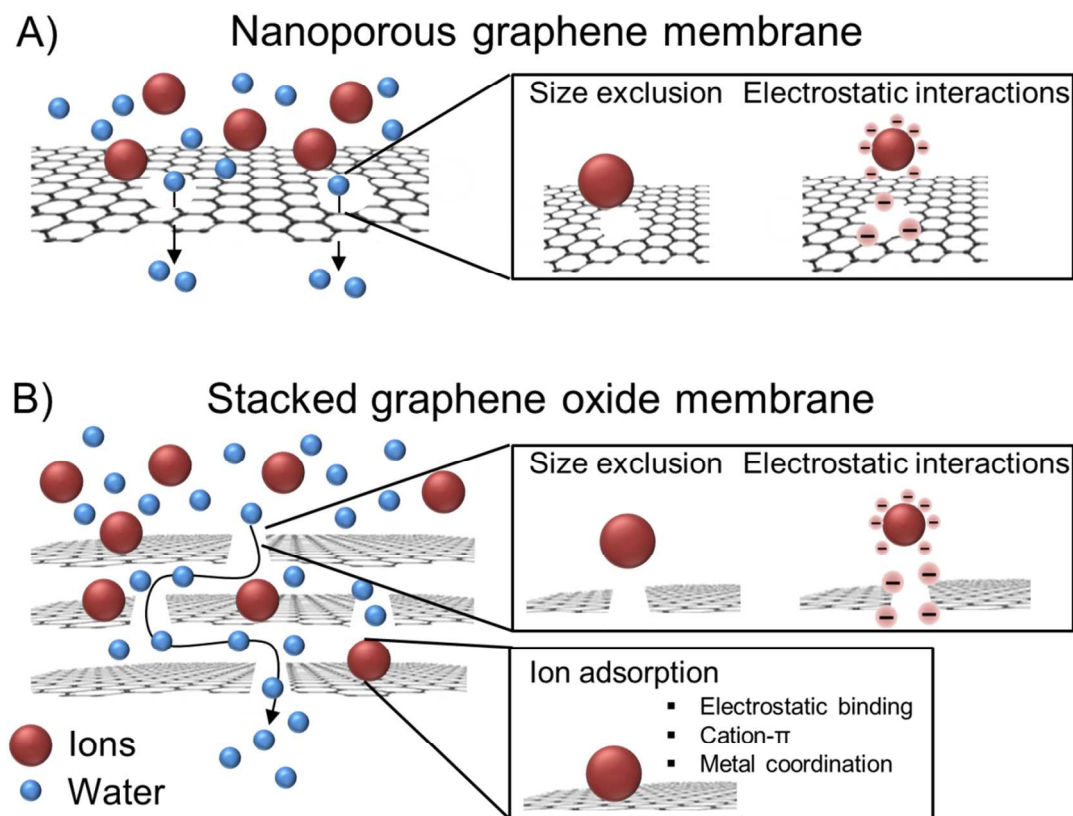 A) Nanoporous graphene membrane
Size exclusion Electrostatic interactions
B) Stacked graphene oxide membrane
Size exclusion Electrostatic interactions
Ion adsorption
▪ Electrostatic binding
▪ Cation-π
▪ Metal coordination
Ions
Water